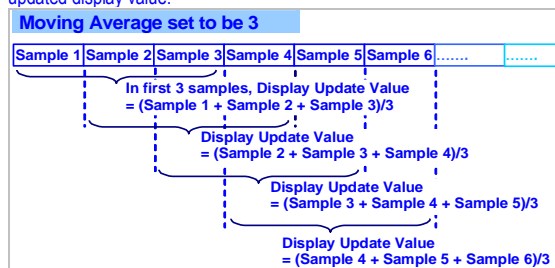 updated display value.
Moving Average set to be 3
Sample 1 Sample 2 Sample 3 Sample 4 Sample 5 Sample 6 ....... .......
In first 3 samples, Display Update Value
= (Sample 1 + Sample 2 + Sample 3)/3
Display Update Value
= (Sample 2 + Sample 3 + Sample 4)/3
Display Update Value
= (Sample 3 + Sample 4 + Sample 5)/3
Display Update Value
= (Sample 4 + Sample 5 + Sample 6)/3